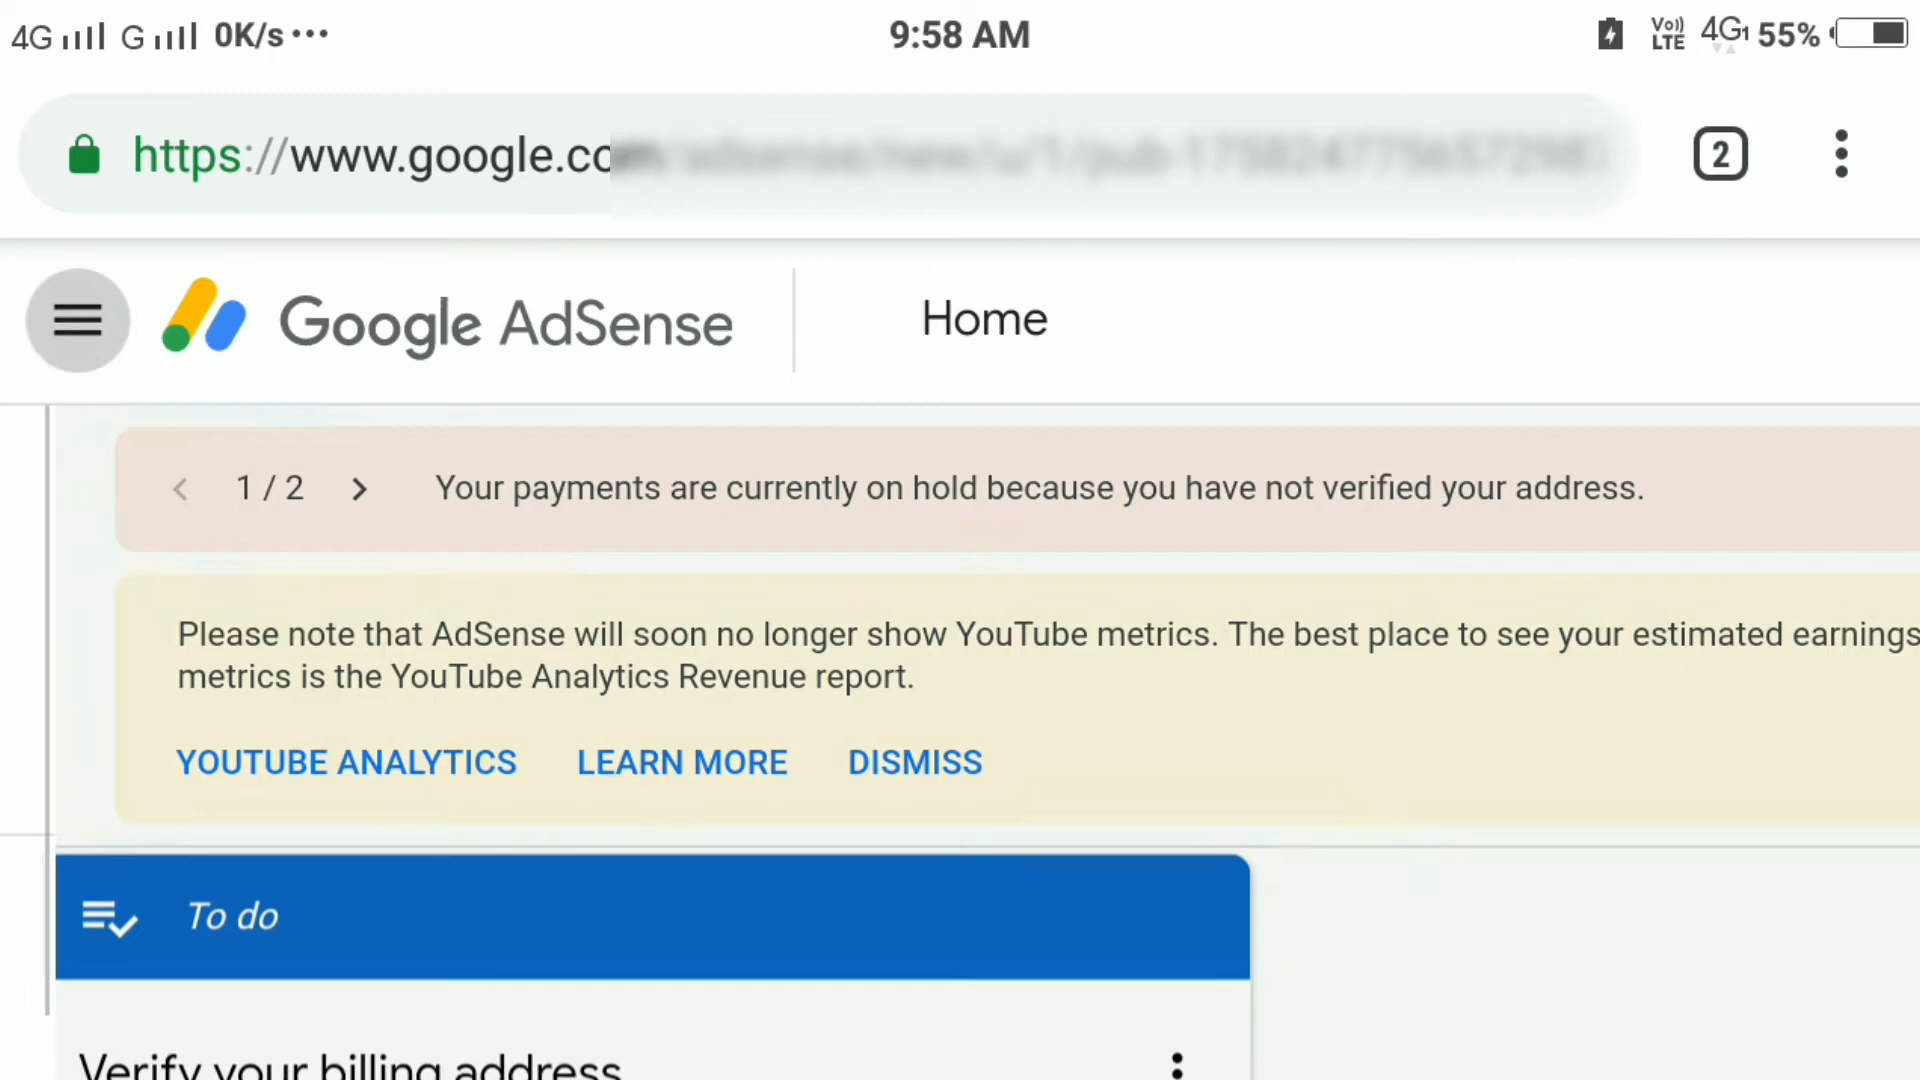 4G G 0K/s ••• 9:58 AM Vo)) LTE 4G1 55%
https://www.google.co 2
Google AdSense Home
1 / 2 Your payments are currently on hold because you have not verified your address.
Please note that AdSense will soon no longer show YouTube metrics. The best place to see your estimated earnings
metrics is the YouTube Analytics Revenue report.
YOUTUBE ANALYTICS LEARN MORE DISMISS
To do
Verify your billing address